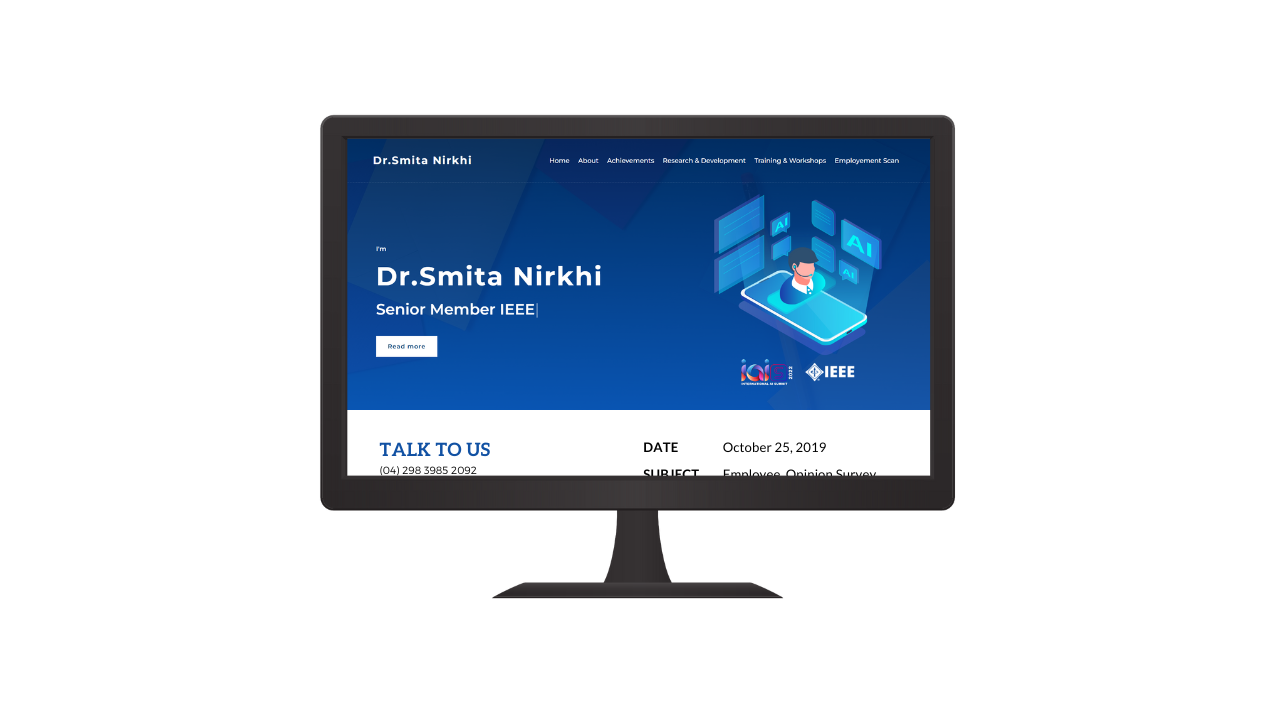 Dr.Smita Nirkhi
Home About Achievements Research & Development Training & Workshops Employement Scan
I'm
Dr.Smita Nirkhi
Senior Member IEEE
Read more
AI
AI
AI
iaia 2022
INTERNATIONAL AI SUMMIT
IEEE
TALK TO US
(04) 298 3985 2092
DATE October 25, 2019
SUBJECT Employee Opinion Survey